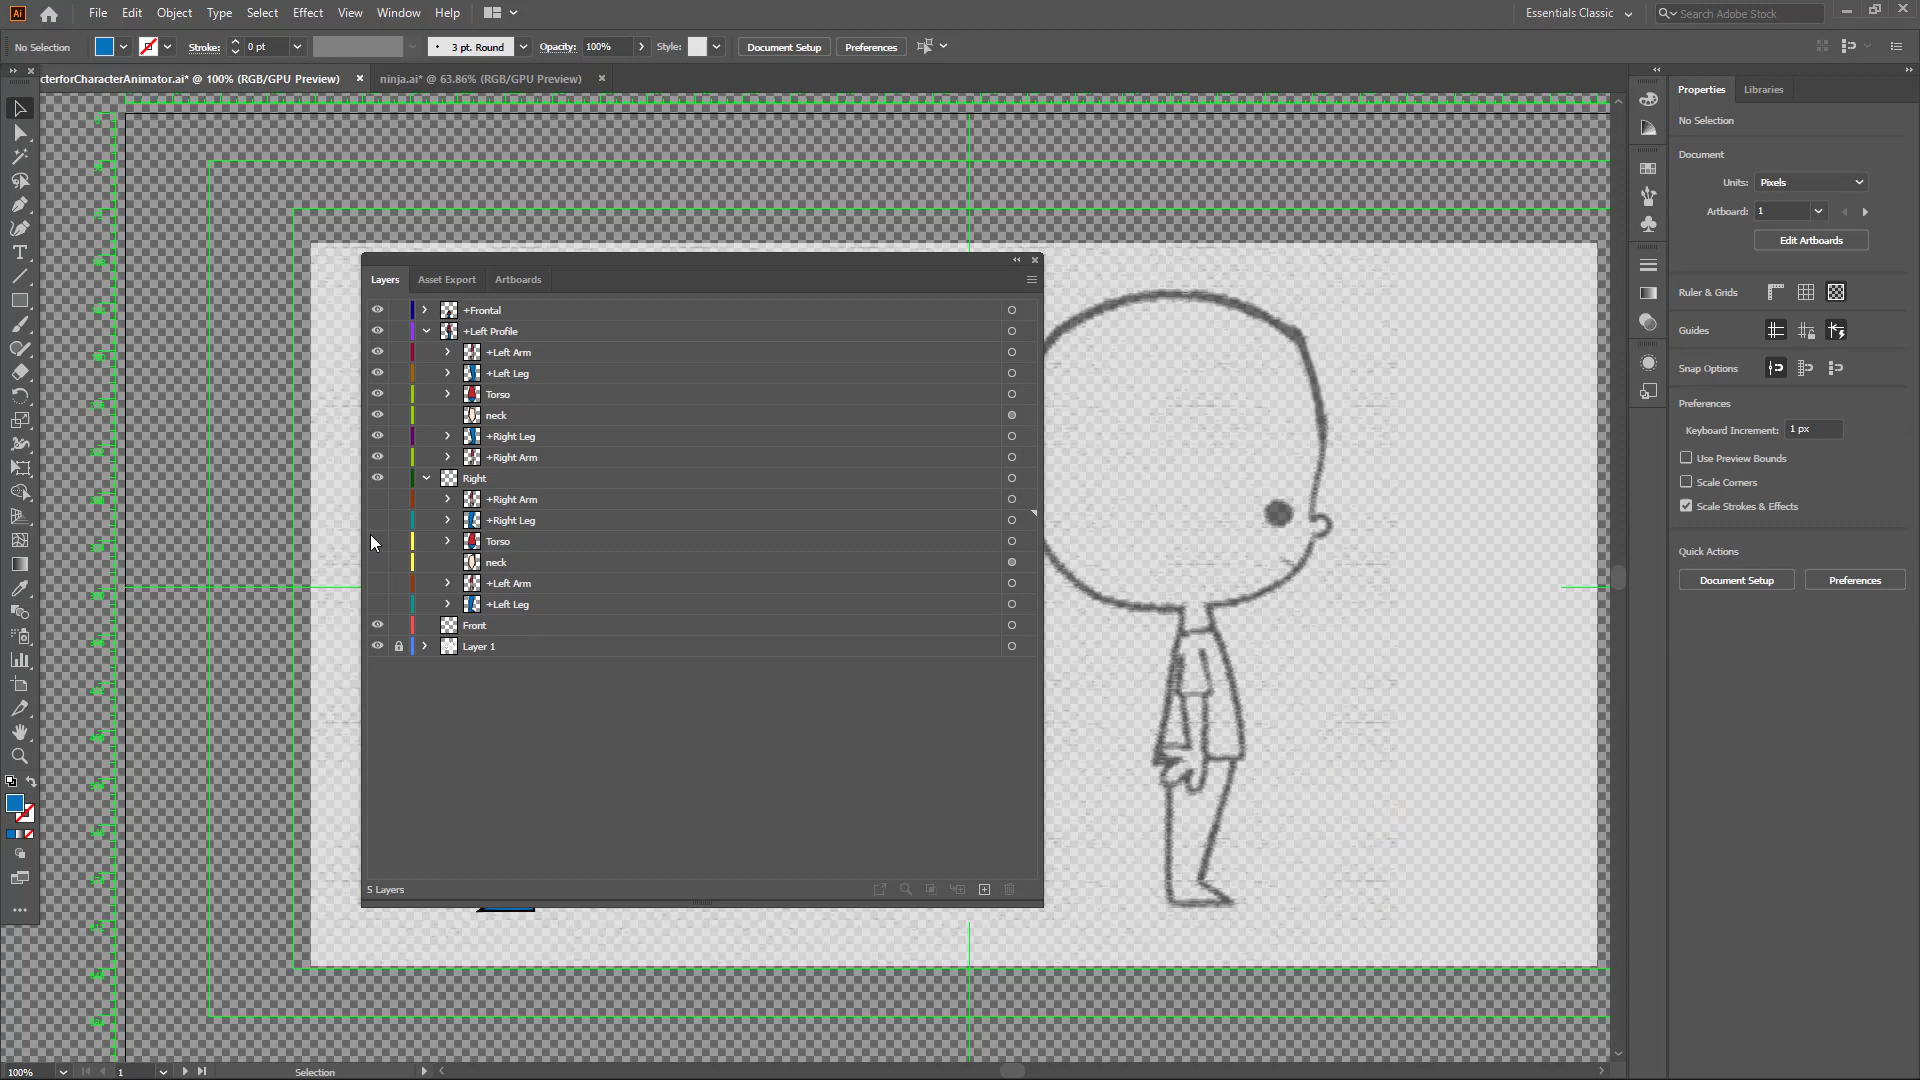 Ai File Edit Object Type Select Effect View Window Help Essentials Classic Search Adobe Stock
No Selection Stroke: 0 pt 3 pt. Round Opacity: 100% Style: Document Setup Preferences
cterforCharacterAnimator.ai* @ 100% (RGB/GPU Preview) ninja.ai* @ 63.86% (RGB/GPU Preview)
Properties Libraries
No Selection
Document
Units: Pixels
Artboard: 1
Edit Artboards
Ruler & Grids
Guides
Snap Options
Preferences
Keyboard Increment: 1 px
Use Preview Bounds
Scale Corners
Scale Strokes & Effects
Quick Actions
Document Setup Preferences
Layers Asset Export Artboards
+Frontal
+Left Profile
+Left Arm
+Left Leg
Torso
neck
+Right Leg
+Right Arm
Right
+Right Arm
+Right Leg
Torso
neck
+Left Arm
+Left Leg
Front
Layer 1
5 Layers
100% 1 Selection